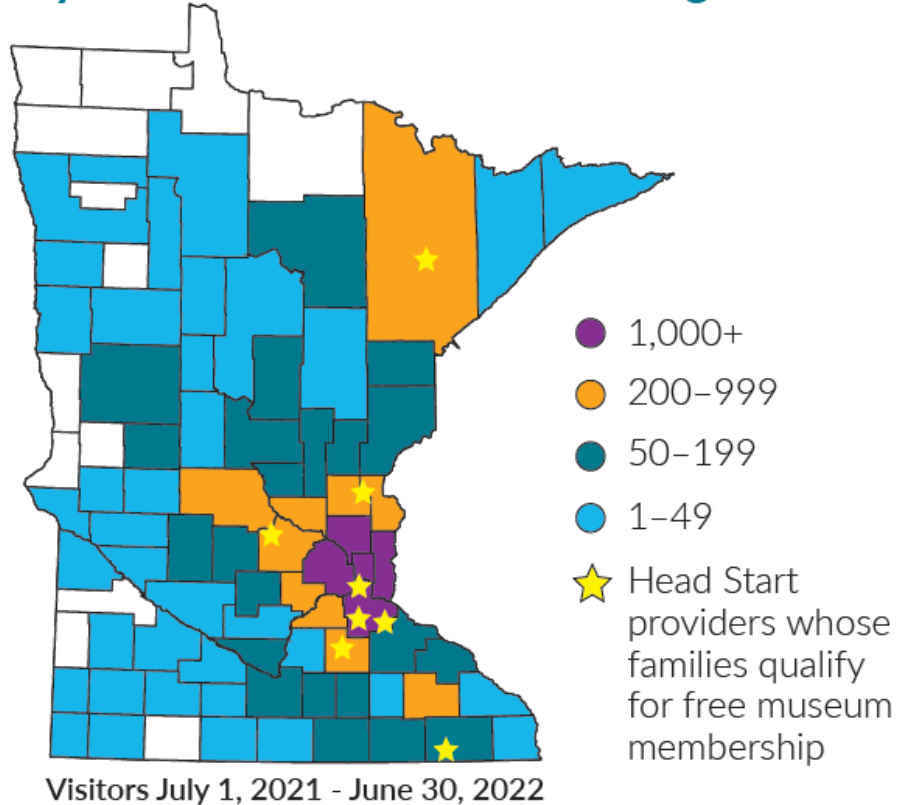 1,000+
200–999
50–199
1–49
Head Start
providers whose
families qualify
for free museum
membership
Visitors July 1, 2021 - June 30, 2022